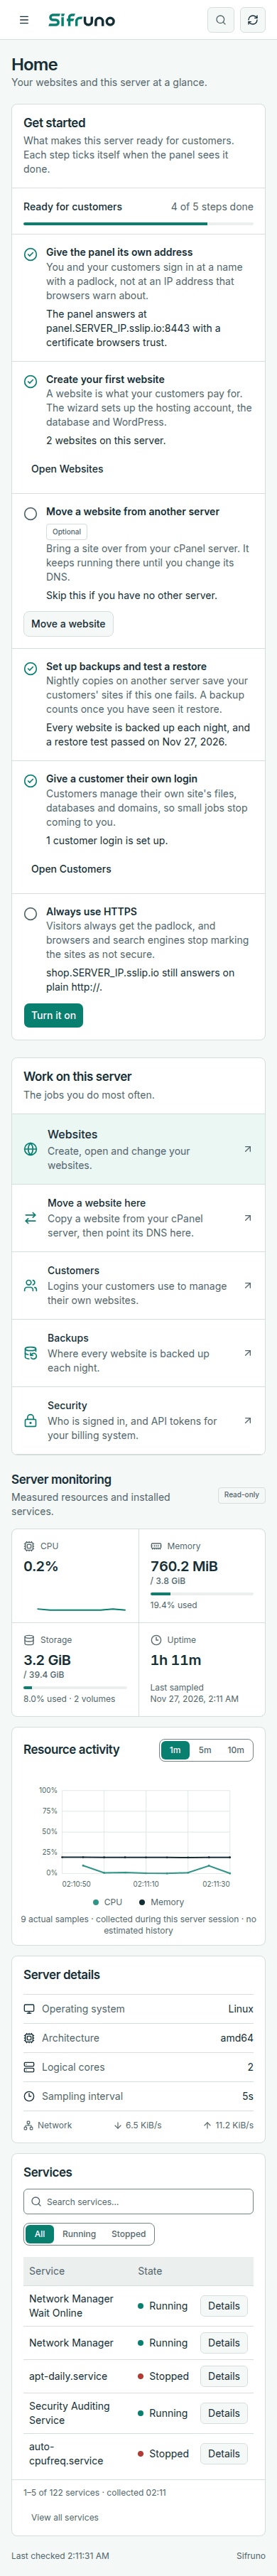 Sifruno
Home
Your websites and this server at a glance.
Get started
What makes this server ready for customers.
Each step ticks itself when the panel sees it
done.
Ready for customers
4 of 5 steps done
Give the panel its own address
You and your customers sign in at a name
with a padlock, not at an IP address that
browsers warn about.
The panel answers at
panel.SERVER_IP.sslip.io:8443 with a
certificate browsers trust.
Create your first website
A website is what your customers pay for.
The wizard sets up the hosting account, the
database and WordPress.
2 websites on this server.
Open Websites
Move a website from another server
Optional
Bring a site over from your cPanel server. It
keeps running there until you change its
DNS.
Skip this if you have no other server.
Move a website
Set up backups and test a restore
Nightly copies on another server save your
customers' sites if this one fails. A backup
counts once you have seen it restore.
Every website is backed up each night, and
a restore test passed on Nov 27, 2026.
Give a customer their own login
Customers manage their own site's files,
databases and domains, so small jobs stop
coming to you.
1 customer login is set up.
Open Customers
Always use HTTPS
Visitors always get the padlock, and
browsers and search engines stop marking
the sites as not secure.
shop.SERVER_IP.sslip.io still answers on
plain http://.
Turn it on
Work on this server
The jobs you do most often.
Websites
Create, open and change your
websites.
Move a website here
Copy a website from your cPanel
server, then point its DNS here.
Customers
Logins your customers use to manage
their own websites.
Backups
Where every website is backed up
each night.
Security
Who is signed in, and API tokens for
your billing system.
Server monitoring
Measured resources and installed
services.
Read-only
CPU
0.2%
Memory
760.2 MiB
/ 3.8 GiB
19.4% used
Storage
3.2 GiB
/ 39.4 GiB
8.0% used · 2 volumes
Uptime
1h 11m
Last sampled
Nov 27, 2026, 2:11 AM
Resource activity
1m 5m 10m
100%
75%
50%
25%
0%
02:10:50 02:11:10 02:11:30
CPU Memory
9 actual samples · collected during this server session · no
estimated history
Server details
Operating system Linux
Architecture amd64
Logical cores 2
Sampling interval 5s
Network 6.5 KiB/s 11.2 KiB/s
Services
Search services...
All Running Stopped
Service State
Network Manager
Wait Online
Running Details
Network Manager Running Details
apt-daily.service Stopped Details
Security Auditing
Service
Running Details
auto-
cpufreq.service
Stopped Details
1–5 of 122 services · collected 02:11
View all services
Last checked 2:11:31 AM
Sifruno